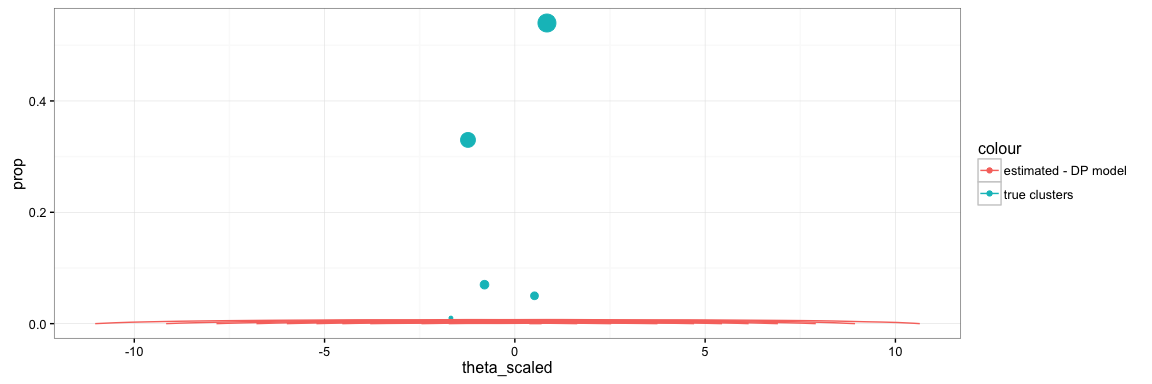 prop
0.4
0.2
0.0
-10
-5
0
5
10
theta_scaled
colour
estimated - DP model
true clusters